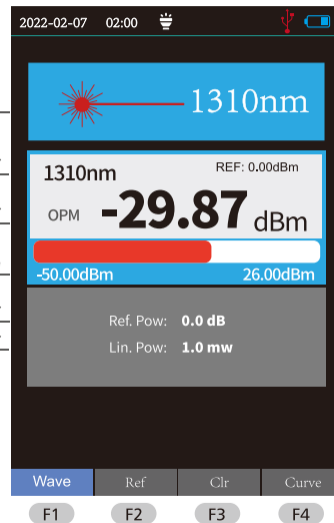 2022-02-07 02:00
1310nm
1310nm REF: 0.00dBm
OPM -29.87 dBm
-50.00dBm 26.00dBm
Ref. Pow: 0.0 dB
Lin. Pow: 1.0 mw
Wave Ref Clr Curve
F1 F2 F3 F4